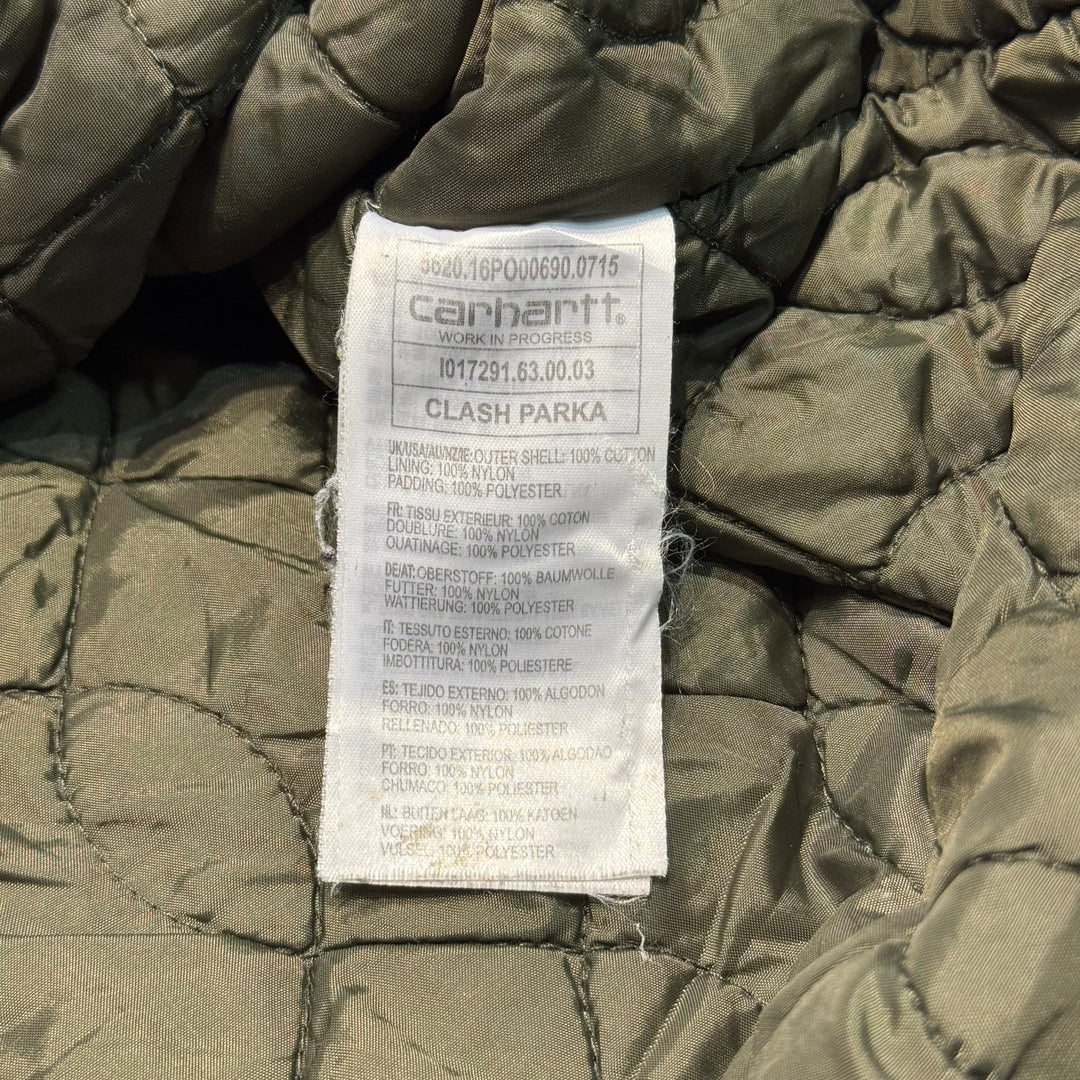 8620.16PO00690.0715
carhartt®
WORK IN PROGRESS
I017291.63.00.03
CLASH PARKA
UK/USA/AU/NZ/IE: OUTER SHELL: 100% COTTON
LINING: 100% NYLON
PADDING: 100% POLYESTER
FR: TISSU EXTERIEUR: 100% COTON
DOUBLURE: 100% NYLON
OUATINAGE: 100% POLYESTER
DE/AT: OBERSTOFF: 100% BAUMWOLLE
FUTTER: 100% NYLON
WATTIERUNG: 100% POLYESTER
IT: TESSUTO ESTERNO: 100% COTONE
FODERA: 100% NYLON
IMBOTTITURA: 100% POLIESTERE
ES: TEJIDO EXTERNO: 100% ALGODON
FORRO: 100% NYLON
RELLENADO: 100% POLIESTER
PT: TECIDO EXTERIOR: 100% ALGODAO
FORRO: 100% NYLON
CHUMACO: 100% POLIESTER
NL: BUITEN LAAG: 100% KATOEN
VOERING: 100% NYLON
VULSEL: 100% POLYESTER